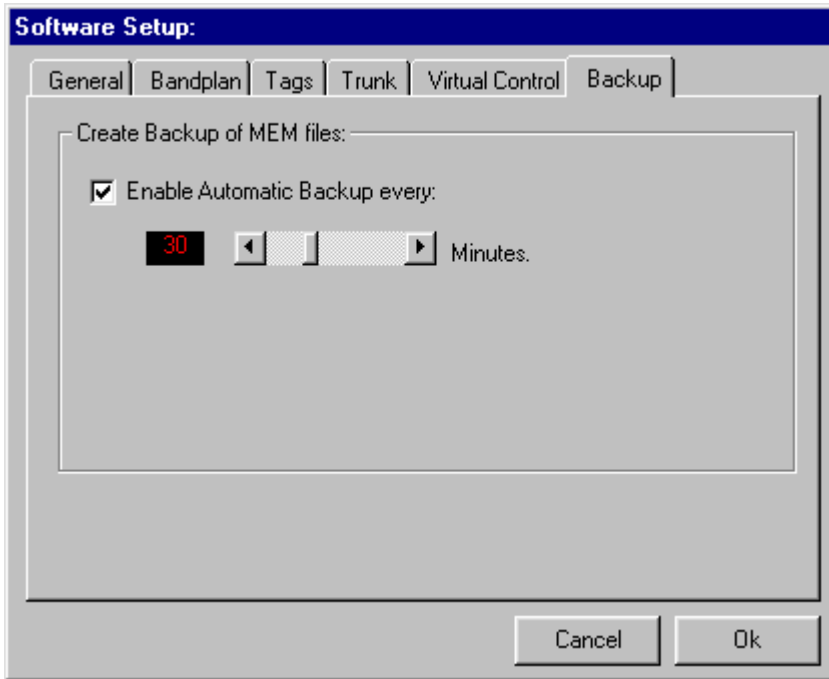 Software Setup:
General Bandplan Tags Trunk Virtual Control Backup
Create Backup of MEM files:
Enable Automatic Backup every:
30 Minutes.
Cancel Ok